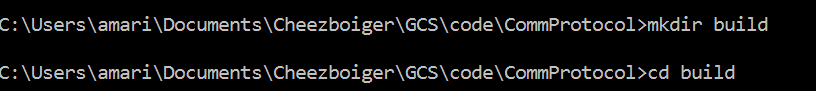 C:\Users\amari\Documents\Cheezboiger\GCS\code\CommProtocol>mkdir build
C:\Users\amari\Documents\Cheezboiger\GCS\code\CommProtocol>cd build